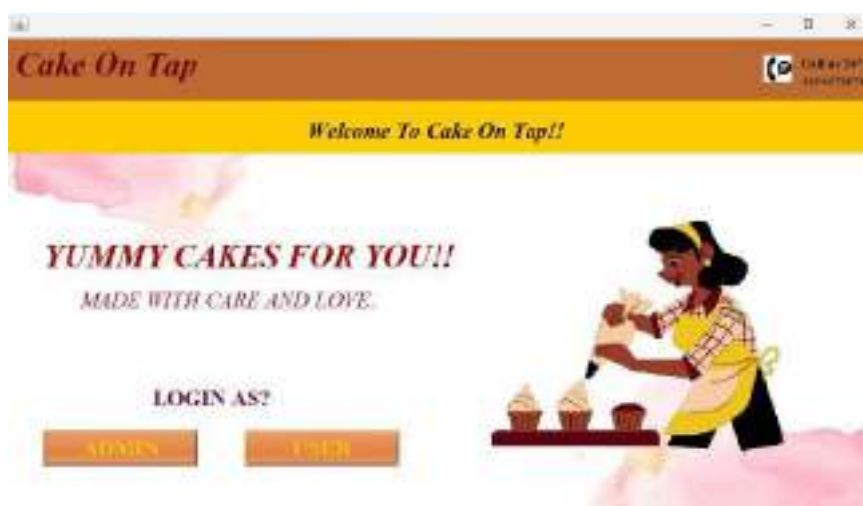 Cake On Tap
Welcome To Cake On Tap!!
YUMMY CAKES FOR YOU!!
MADE WITH CARE AND LOVE.
LOGIN AS?
ADMIN
USER